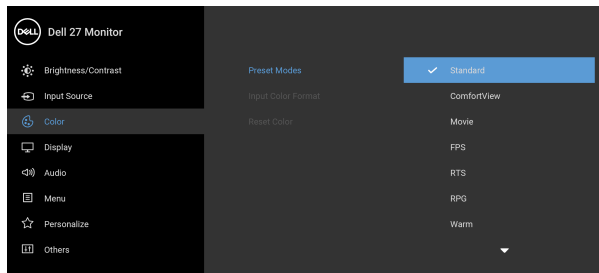 DELL Dell 27 Monitor
Brightness/Contrast Preset Modes Standard
Input Source Input Color Format ComfortView
Color Reset Color Movie
Display FPS
Audio RTS
Menu RPG
Personalize Warm
Others